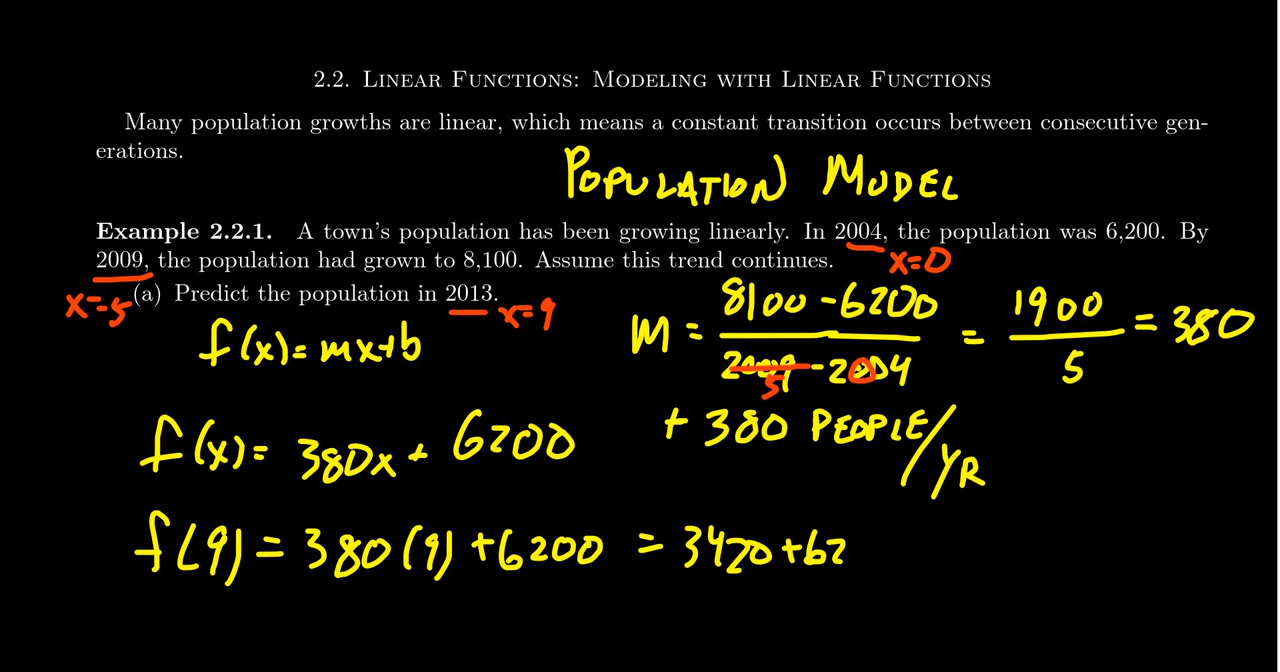 2.2. Linear Functions: Modeling with Linear Functions
Many population growths are linear, which means a constant transition occurs between consecutive gen-
erations.
POPULATION MODEL
Example 2.2.1. A town's population has been growing linearly. In 2004, the population was 6,200. By
2009, the population had grown to 8,100. Assume this trend continues.
x=0
x=5
(a) Predict the population in 2013.
x=9
f(x)=mx+b
M = 8100-6200 / 2009-2004 = 1900/5 = 380
5 0
f(x)= 380x + 6200
+ 380 PEOPLE/YR
f(9) = 380(9) +6200 = 3420+62